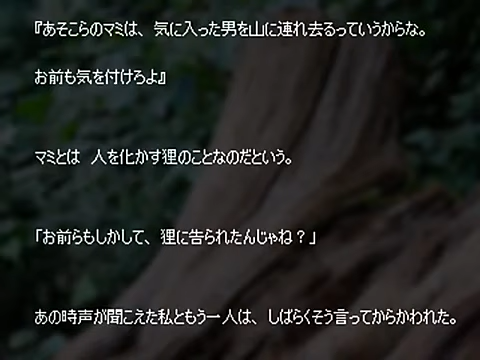 『あそこらのマミは、気に入った男を山に連れ去るっていうからな。
お前も気を付けろよ』
マミとは　人を化かす狸のことなのだという。
「お前らもしかして、狸に告られたんじゃね？」
あの時声が聞こえた私ともう一人は、しばらくそう言ってからかわれた。